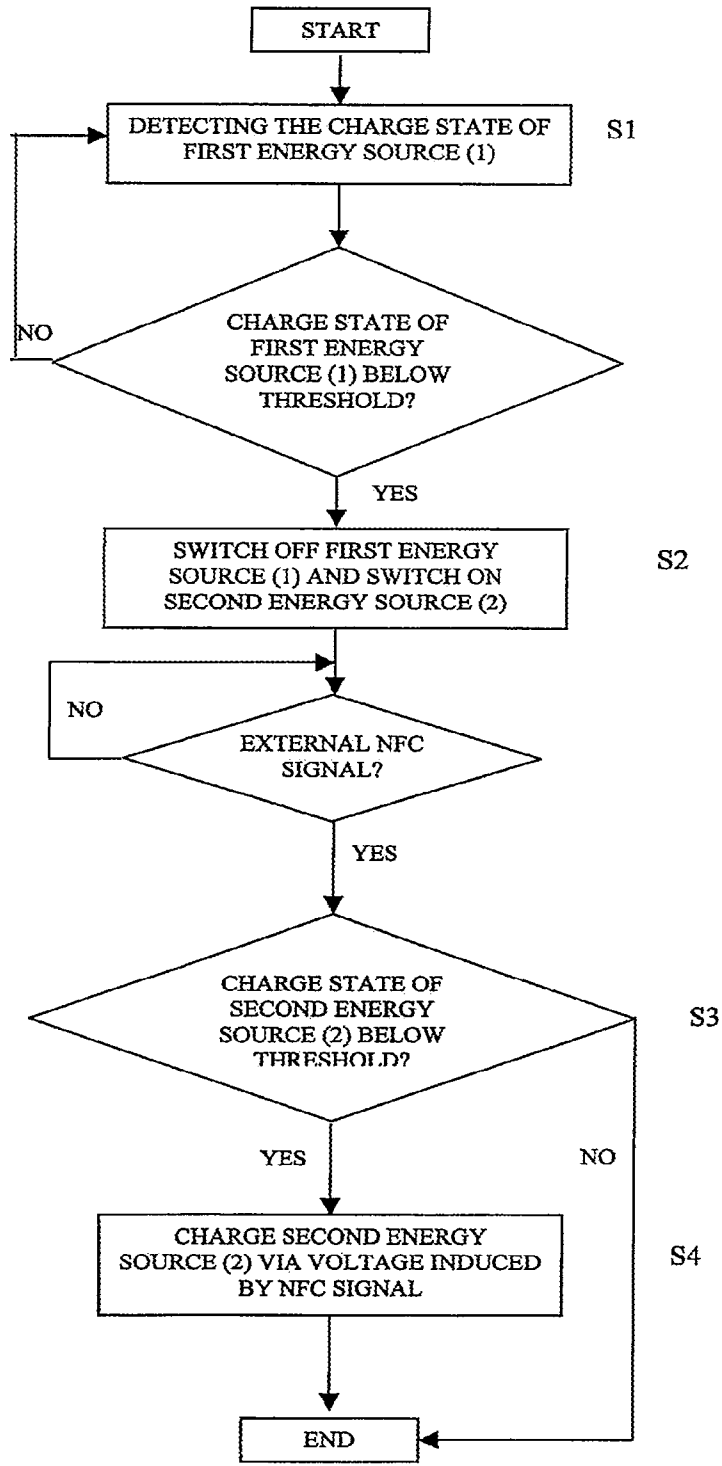 START
DETECTING THE CHARGE STATE OF
FIRST ENERGY SOURCE (1)
S1
NO
CHARGE STATE OF
FIRST ENERGY
SOURCE (1) BELOW
THRESHOLD?
YES
SWITCH OFF FIRST ENERGY
SOURCE (1) AND SWITCH ON
SECOND ENERGY SOURCE (2)
S2
NO
EXTERNAL NFC
SIGNAL?
YES
CHARGE STATE OF
SECOND ENERGY
SOURCE (2) BELOW
THRESHOLD?
S3
YES
NO
CHARGE SECOND ENERGY
SOURCE (2) VIA VOLTAGE INDUCED
BY NFC SIGNAL
S4
END